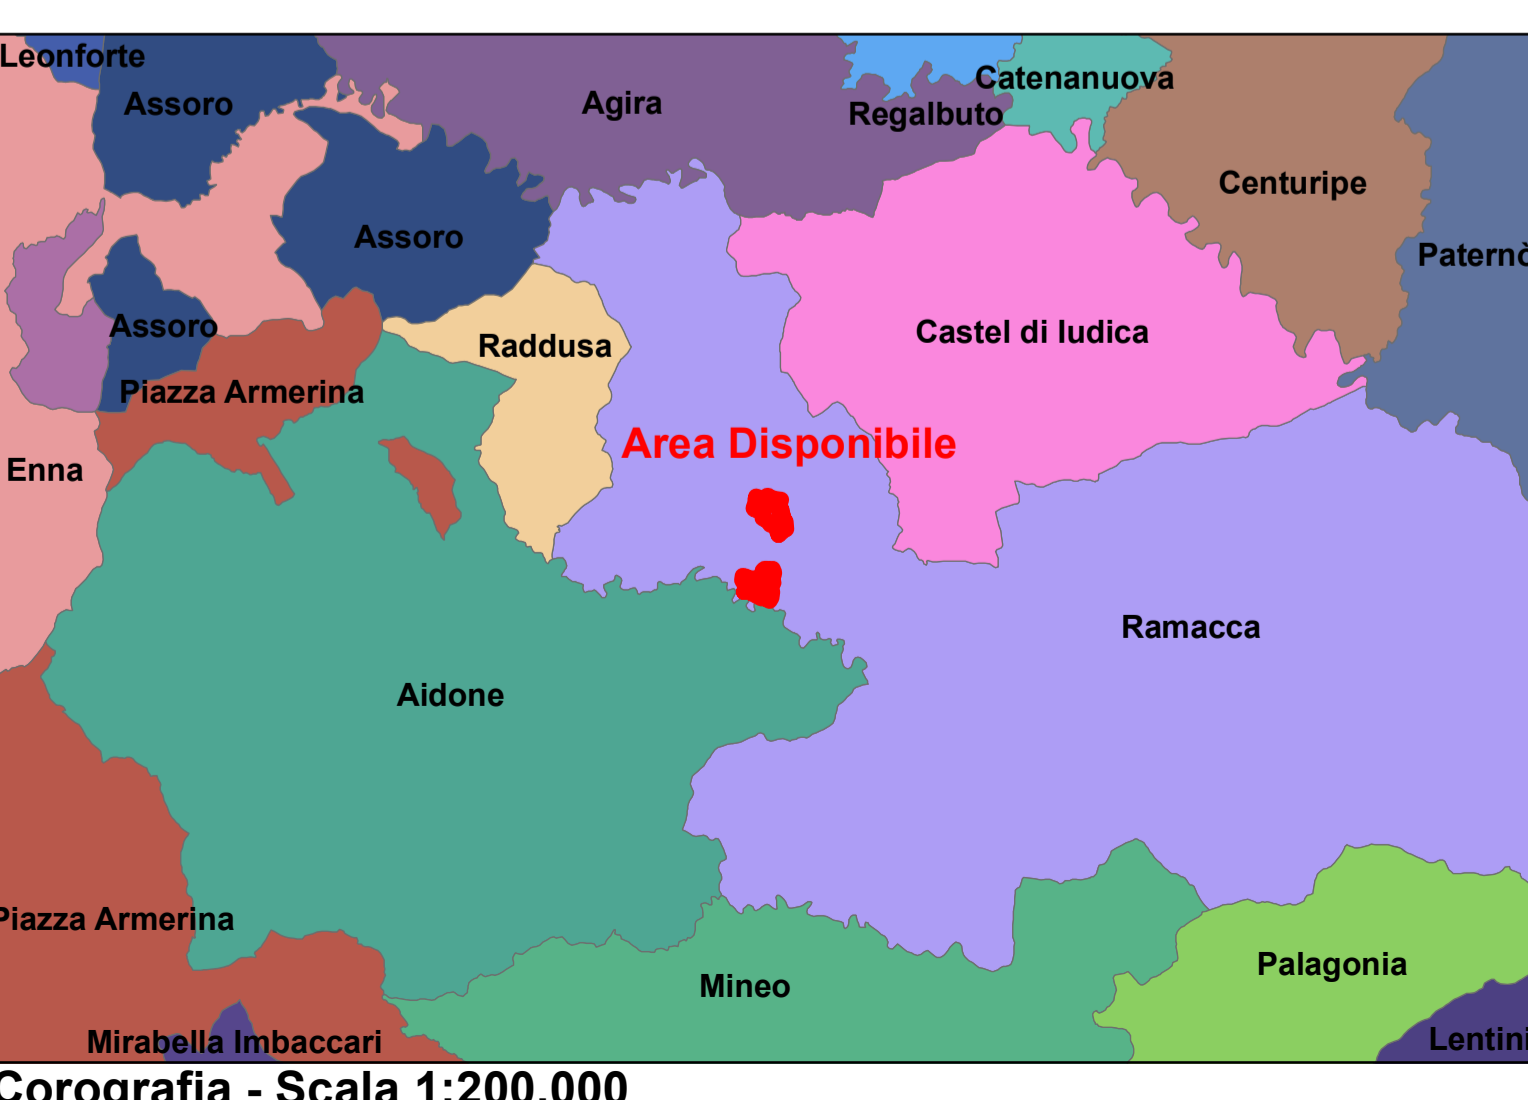 Leonforte
Assoro
Agira
Catenanuova
Regalbuto
Centuripe
Assoro
Paternò
Assoro
Raddusa
Castel di Iudica
Piazza Armerina
Area Disponibile
Enna
Ramacca
Aidone
Piazza Armerina
Palagonia
Mineo
Mirabella Imbaccari
Lentini
Corografia - Scala 1:200.000